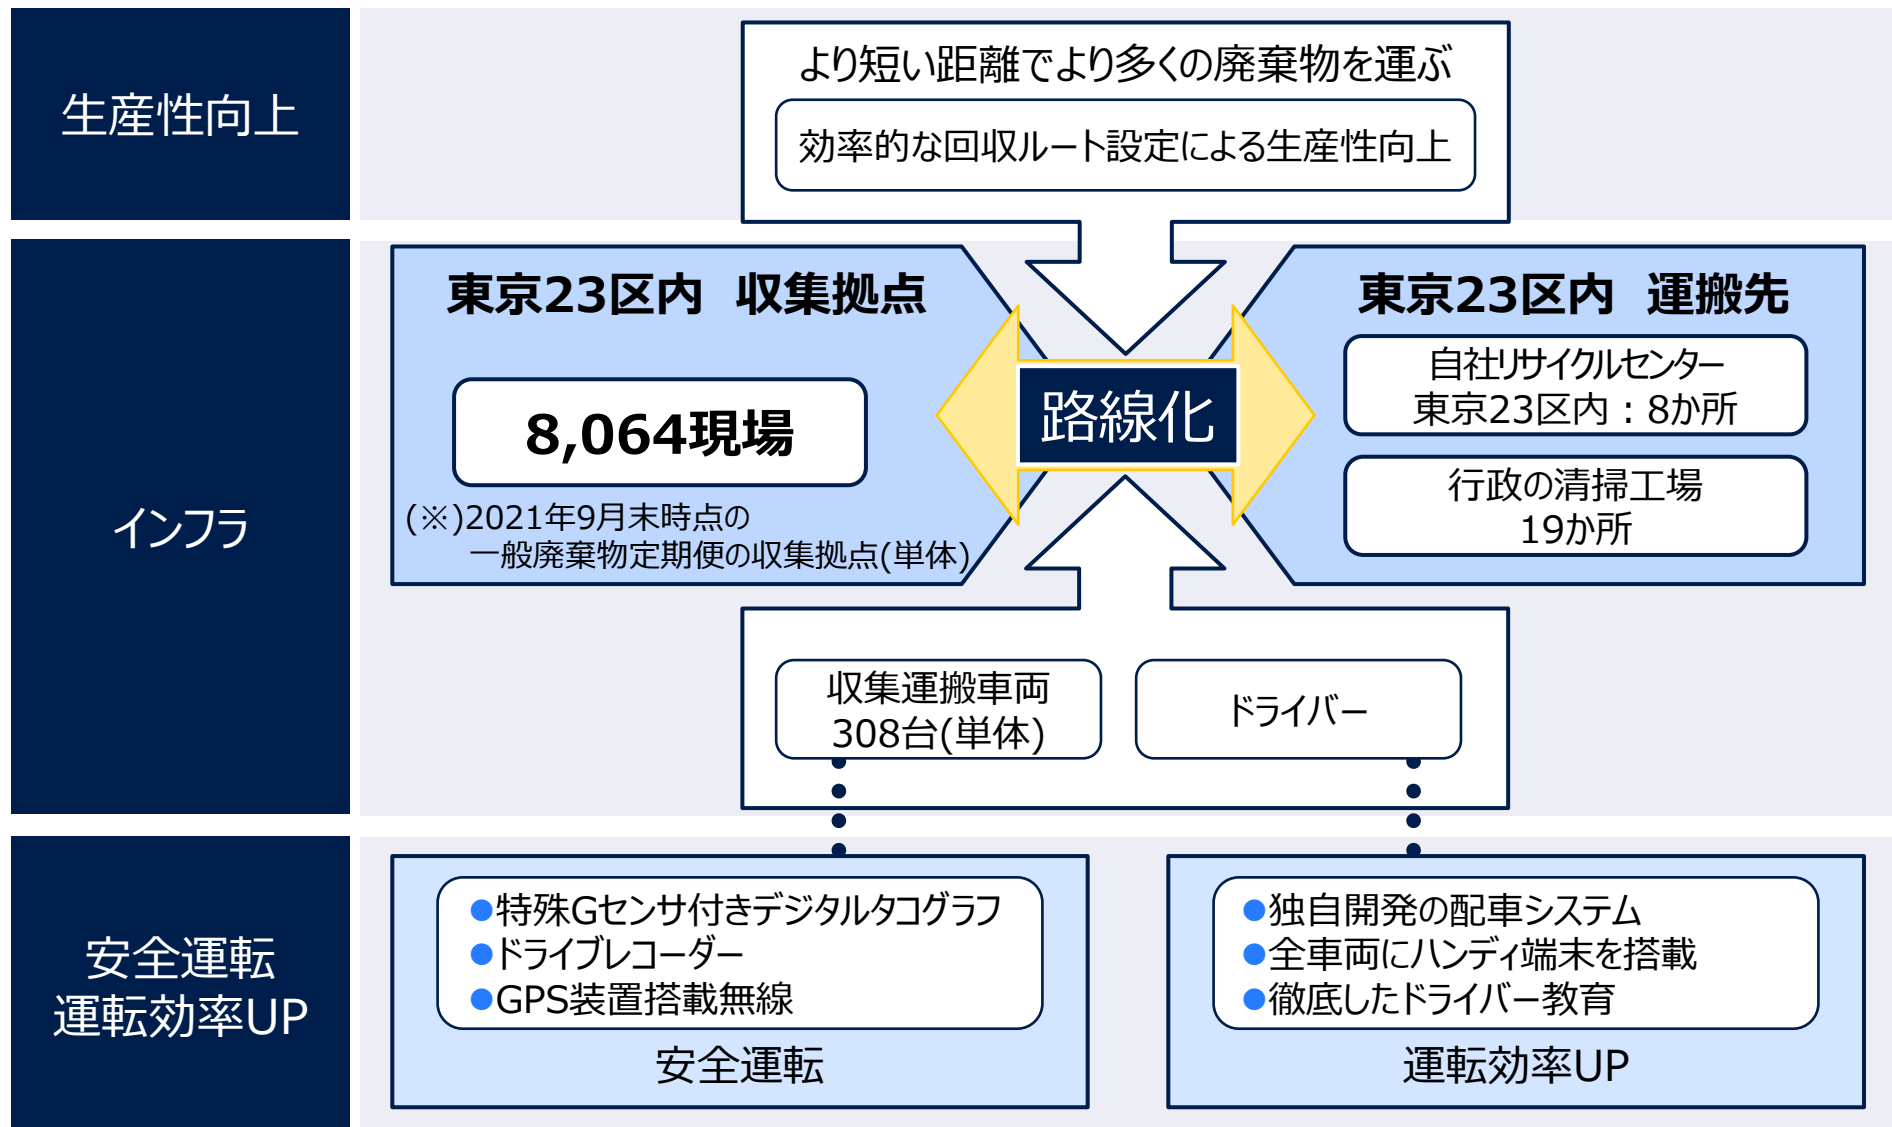 生産性向上
より短い距離でより多くの廃棄物を運ぶ
効率的な回収ルート設定による生産性向上
インフラ
東京23区内 収集拠点
8,064現場
(※)2021年9月末時点の
一般廃棄物定期便の収集拠点(単体)
路線化
東京23区内 運搬先
自社リサイクルセンター
東京23区内：8か所
行政の清掃工場
19か所
収集運搬車両
308台(単体)
ドライバー
安全運転
運転効率UP
●特殊Gセンサ付きデジタルタコグラフ
●ドライブレコーダー
●GPS装置搭載無線
安全運転
●独自開発の配車システム
●全車両にハンディ端末を搭載
●徹底したドライバー教育
運転効率UP